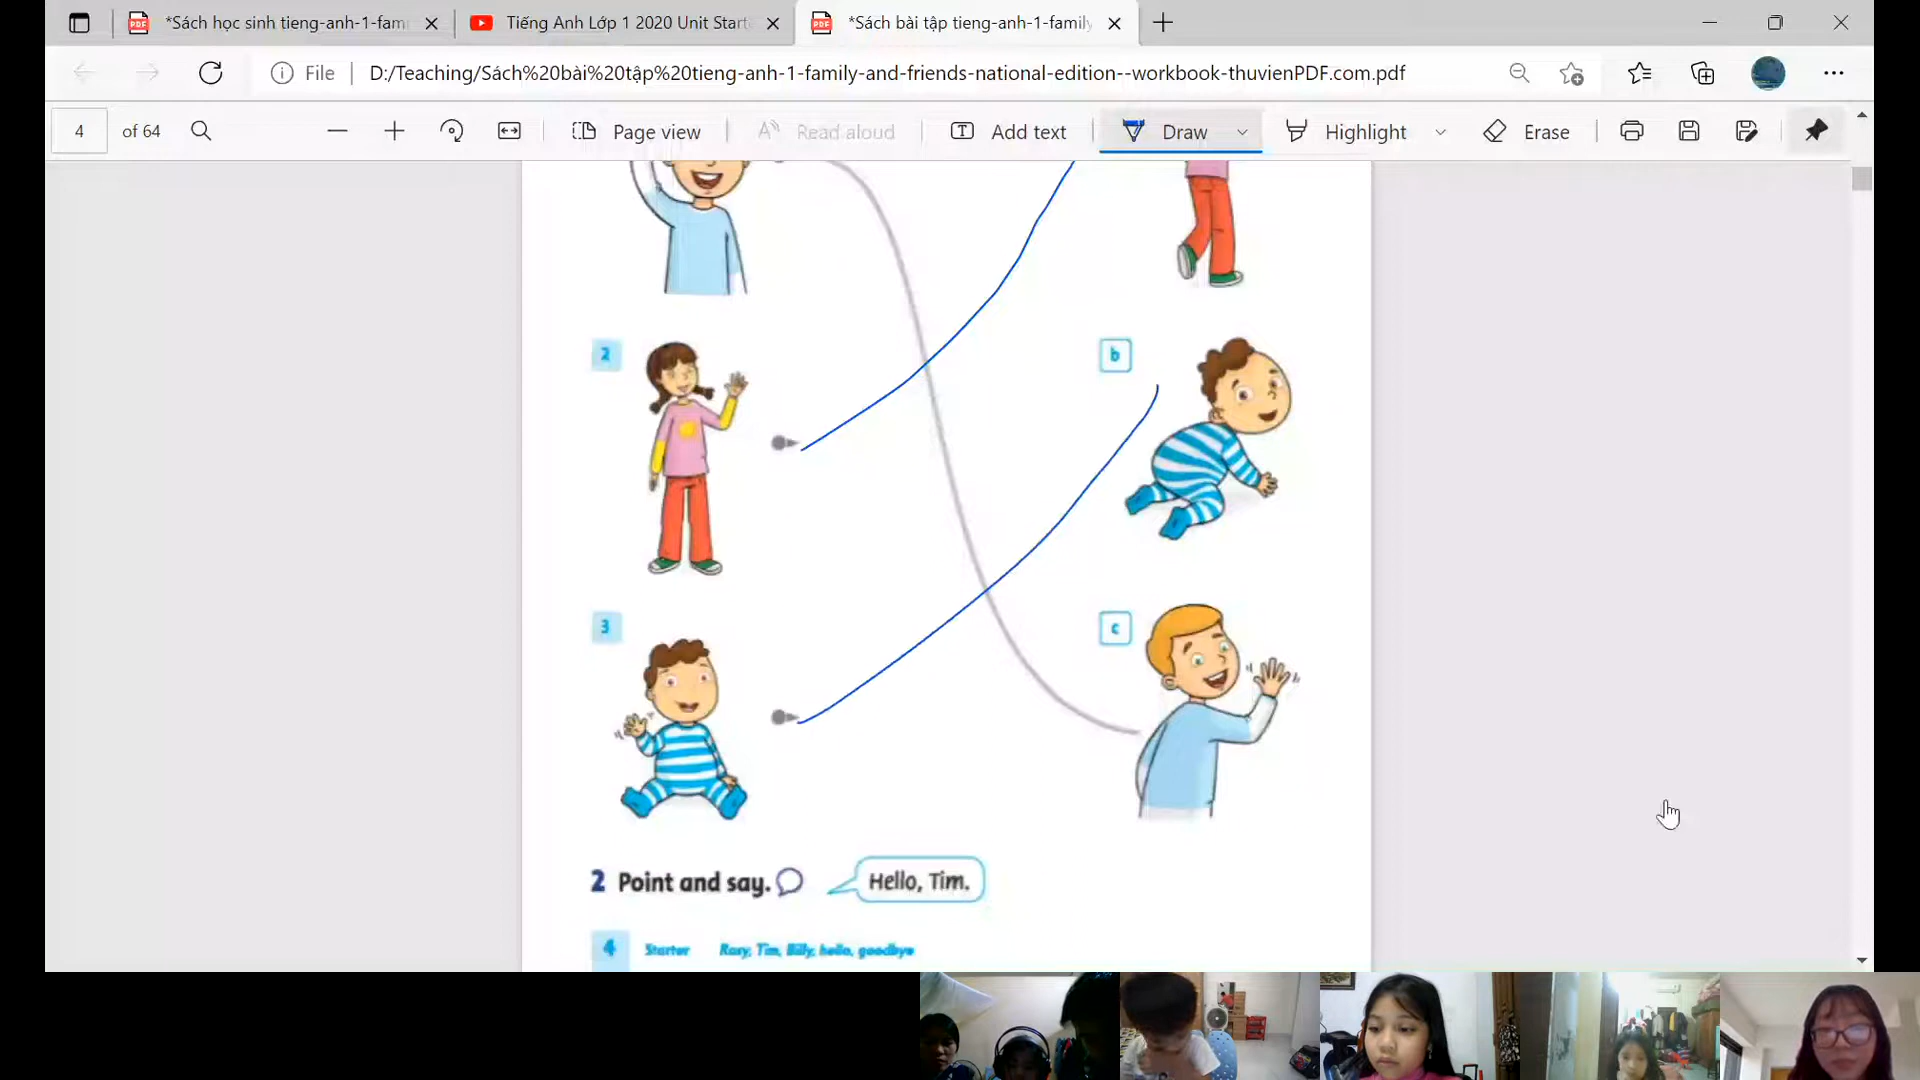 *Sách học sinh tieng-anh-1-fami
Tiếng Anh Lớp 1 2020 Unit Starte
*Sách bài tập tieng-anh-1-family
File
D:/Teaching/Sách%20bài%20tập%20tieng-anh-1-family-and-friends-national-edition--workbook-thuvienPDF.com.pdf
4 of 64
Page view
Read aloud
Add text
Draw
Highlight
Erase
2
b
3
c
2 Point and say.
Hello, Tim.
4 Starter Rosy, Tim, Billy, hello, goodbye